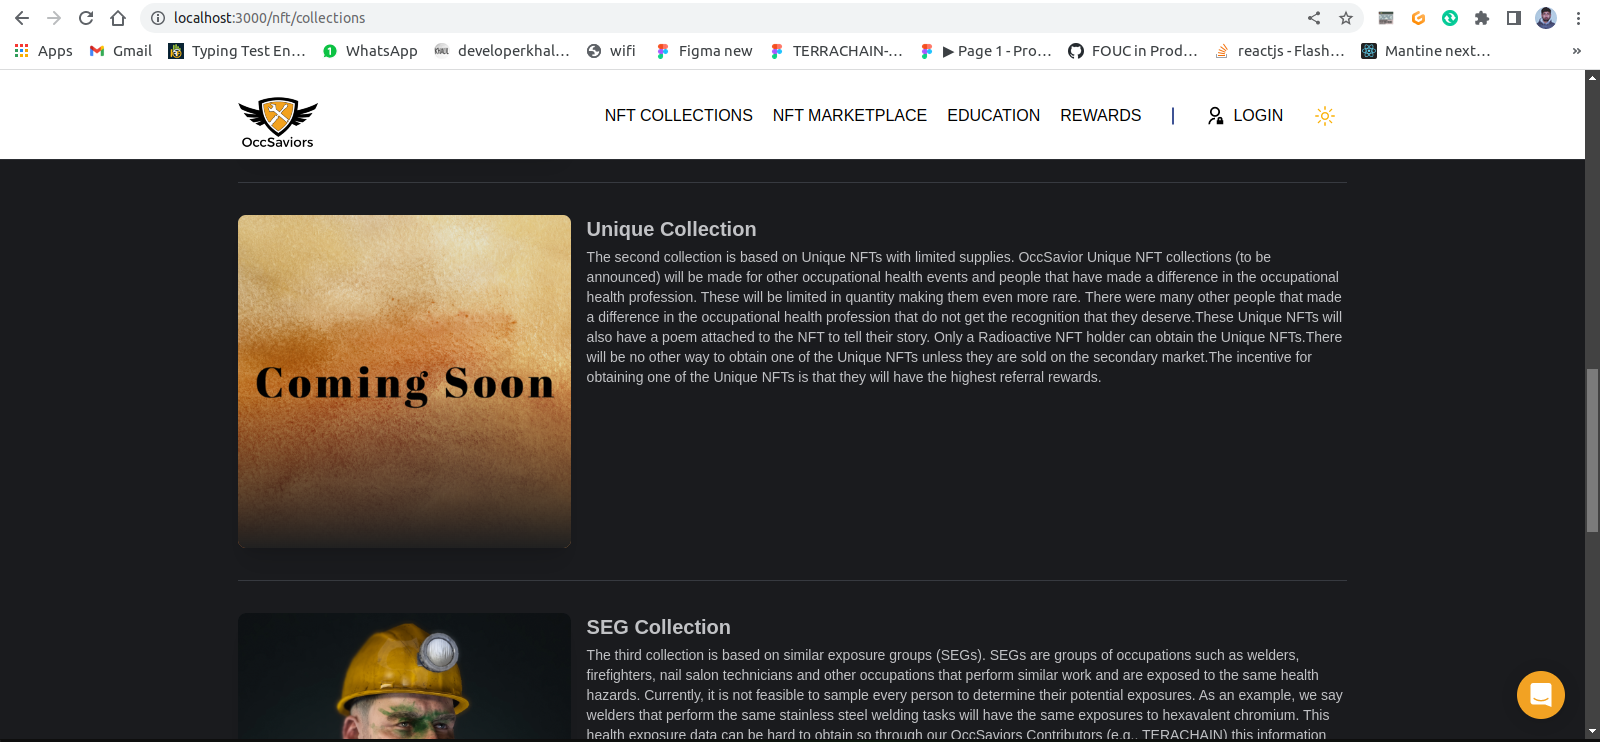 localhost:3000/nft/collections
Apps Gmail Typing Test En... WhatsApp developerkhal... wifi Figma new TERRACHAIN-... ▶ Page 1 - Pro... FOUC in Prod... reactjs - Flash... Mantine next... »
OccSaviors
NFT COLLECTIONS NFT MARKETPLACE EDUCATION REWARDS | LOGIN
Coming Soon
Unique Collection
The second collection is based on Unique NFTs with limited supplies. OccSavior Unique NFT collections (to be
announced) will be made for other occupational health events and people that have made a difference in the occupational
health profession. These will be limited in quantity making them even more rare. There were many other people that made
a difference in the occupational health profession that do not get the recognition that they deserve.These Unique NFTs will
also have a poem attached to the NFT to tell their story. Only a Radioactive NFT holder can obtain the Unique NFTs.There
will be no other way to obtain one of the Unique NFTs unless they are sold on the secondary market.The incentive for
obtaining one of the Unique NFTs is that they will have the highest referral rewards.
SEG Collection
The third collection is based on similar exposure groups (SEGs). SEGs are groups of occupations such as welders,
firefighters, nail salon technicians and other occupations that perform similar work and are exposed to the same health
hazards. Currently, it is not feasible to sample every person to determine their potential exposures. As an example, we say
welders that perform the same stainless steel welding tasks will have the same exposures to hexavalent chromium. This
health exposure data can be hard to obtain so through our OccSaviors Contributors (e.g., TERACHAIN) this information